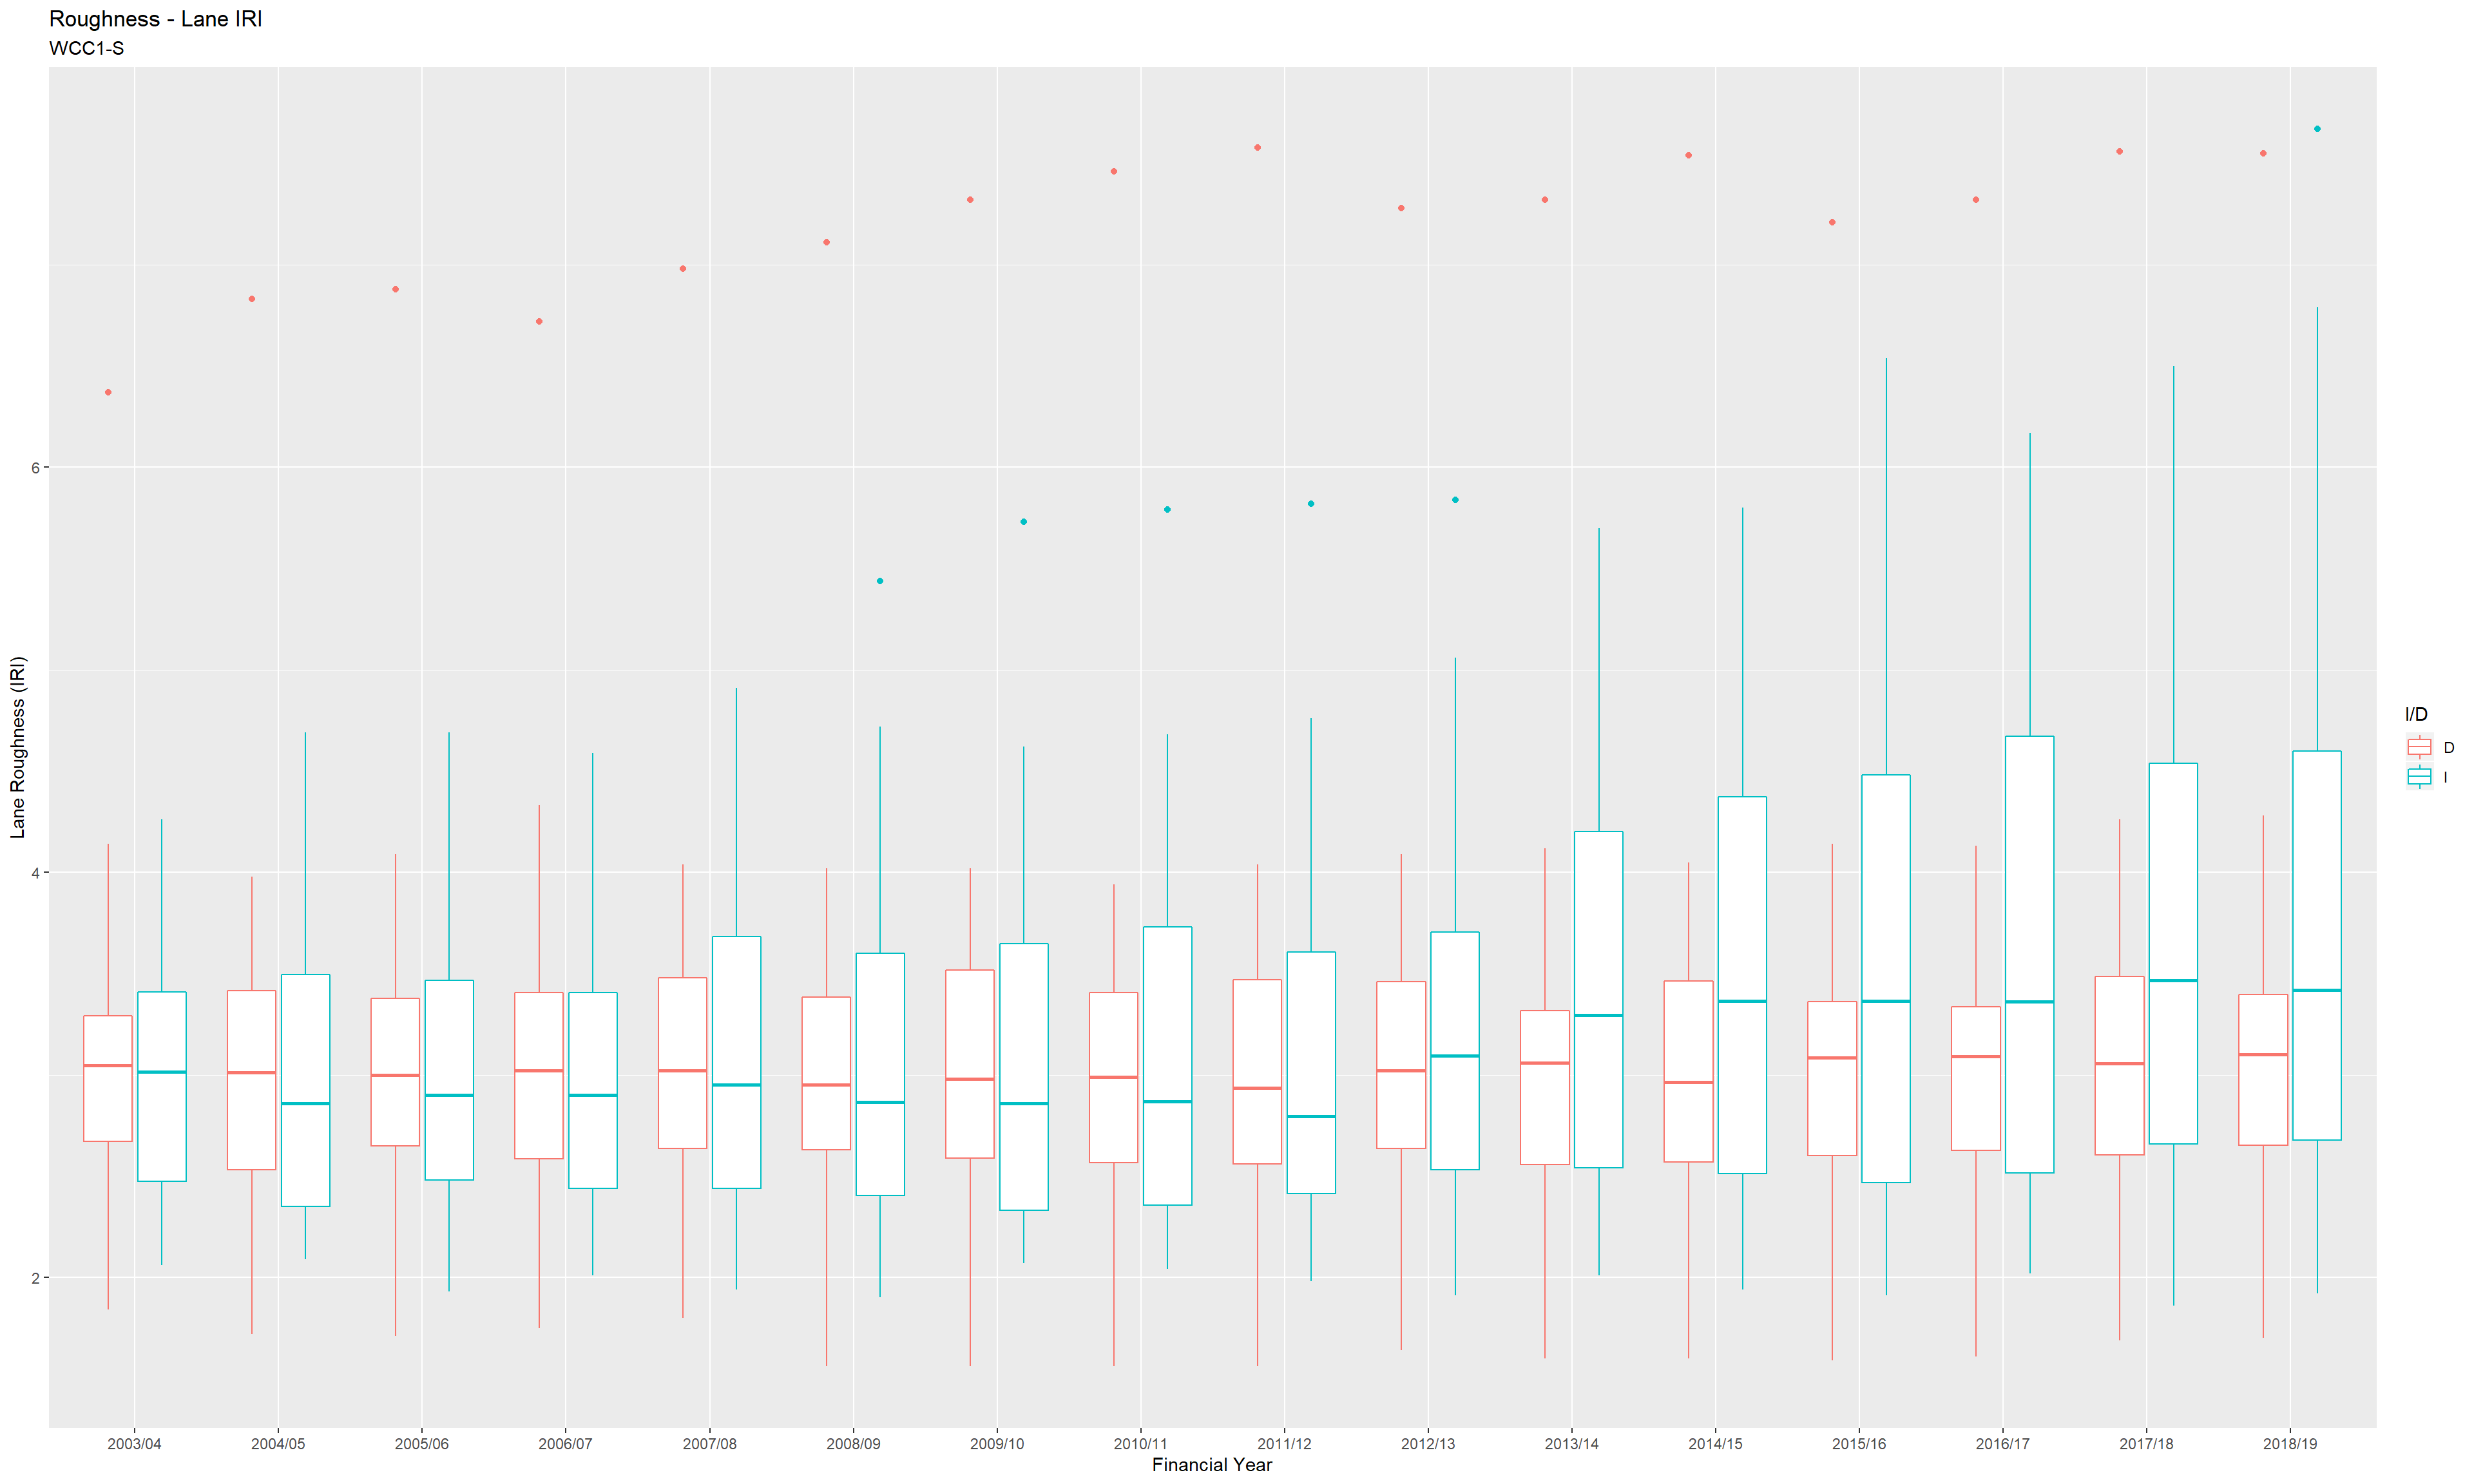 Roughness - Lane IRI
WCC1-S
Lane Roughness (IRI)
6
4
2
2003/04 2004/05 2005/06 2006/07 2007/08 2008/09 2009/10 2010/11 2011/12 2012/13 2013/14 2014/15 2015/16 2016/17 2017/18 2018/19
Financial Year
I/D
D
I